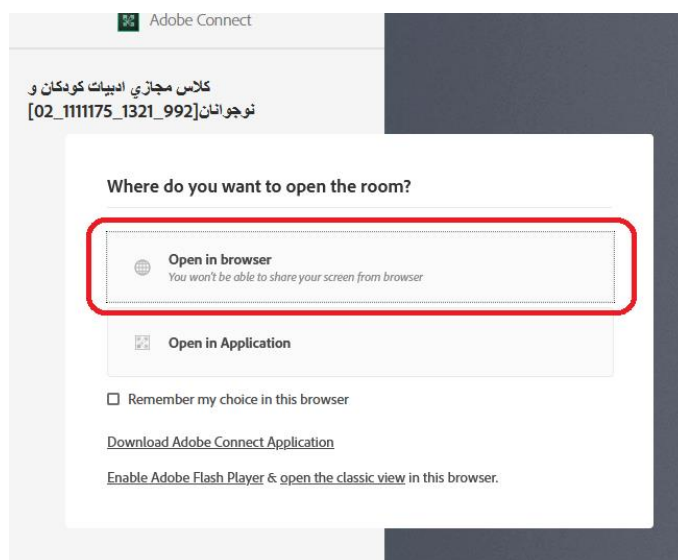 Adobe Connect
کلاس مجازي ادبيات کودکان و
نوجوانان[992_1321_1111175_02]
Where do you want to open the room?
Open in browser
You won't be able to share your screen from browser
Open in Application
Remember my choice in this browser
Download Adobe Connect Application
Enable Adobe Flash Player & open the classic view in this browser.